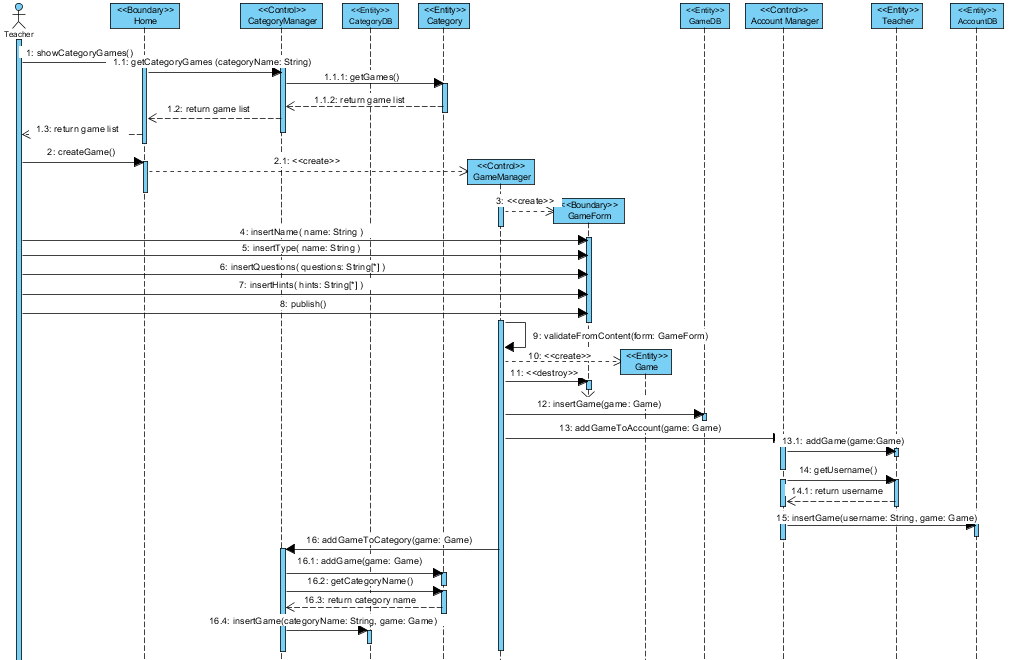 <<Boundary>>
Home
<<Control>>
CategoryManager
<<Entity>>
CategoryDB
<<Entity>>
Category
<<Entity>>
GameDB
<<Control>>
Account Manager
<<Entity>>
Teacher
<<Entity>>
AccountDB
Teacher
1: showCategoryGames()
1.1: getCategoryGames (categoryName: String)
1.1.1: getGames()
1.1.2: return game list
1.2: return game list
1.3: return game list
2: createGame()
2.1: <<create>>
<<Control>>
GameManager
3: <<create>>
<<Boundary>>
GameForm
4: insertName( name: String )
5: insertType( name: String )
6: insertQuestions( questions: String[*] )
7: insertHints( hints: String[*] )
8: publish()
9: validateFromContent(form: GameForm)
10: <<create>>
<<Entity>>
Game
11: <<destroy>>
12: insertGame(game: Game)
13: addGameToAccount(game: Game)
13.1: addGame(game:Game)
14: getUsername()
14.1: return username
15: insertGame(username: String, game: Game)
16: addGameToCategory(game: Game)
16.1: addGame(game: Game)
16.2: getCategoryName()
16.3: return category name
16.4: insertGame(categoryName: String, game: Game)